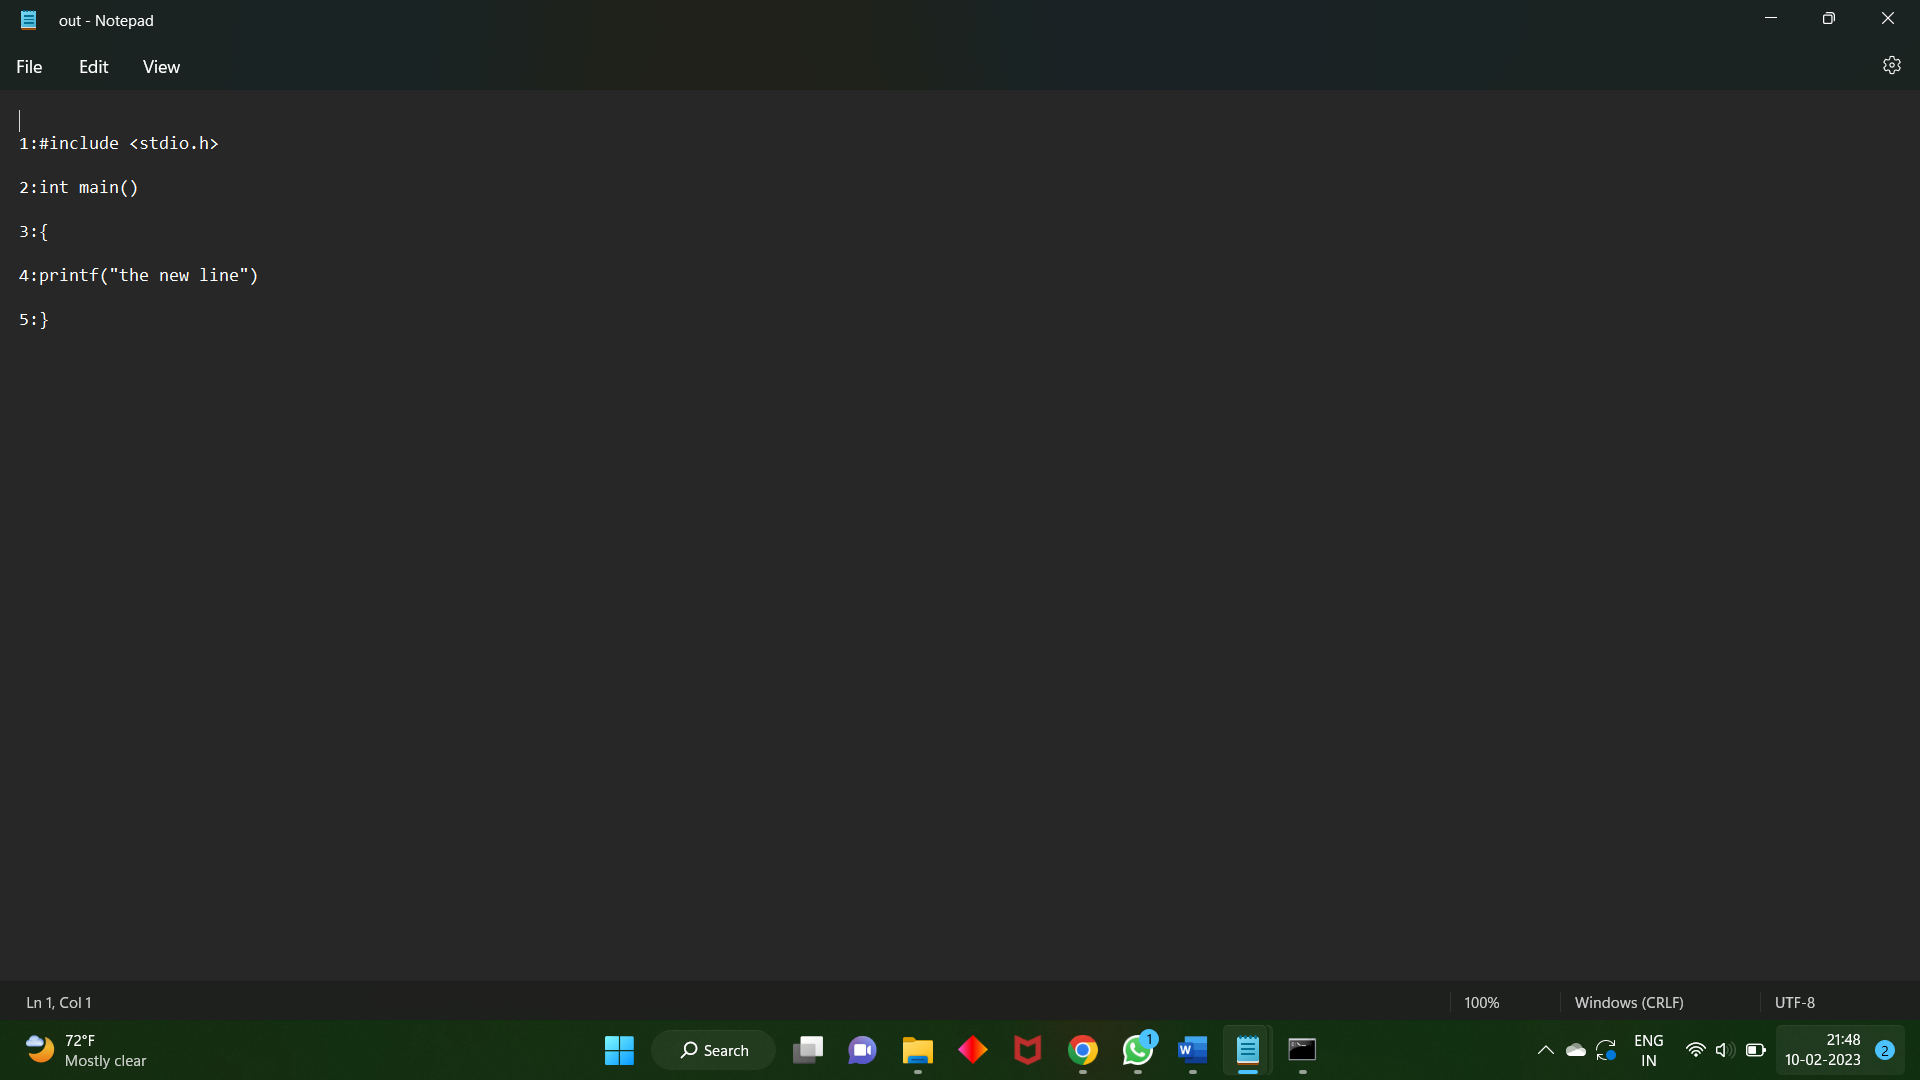 out - Notepad
File Edit View
1:#include <stdio.h>
2:int main()
3:{
4:printf("the new line")
5:}
Ln 1, Col 1 100% Windows (CRLF) UTF-8
72°F
Mostly clear
Search
1
W
ENG
IN
21:48
10-02-2023
2